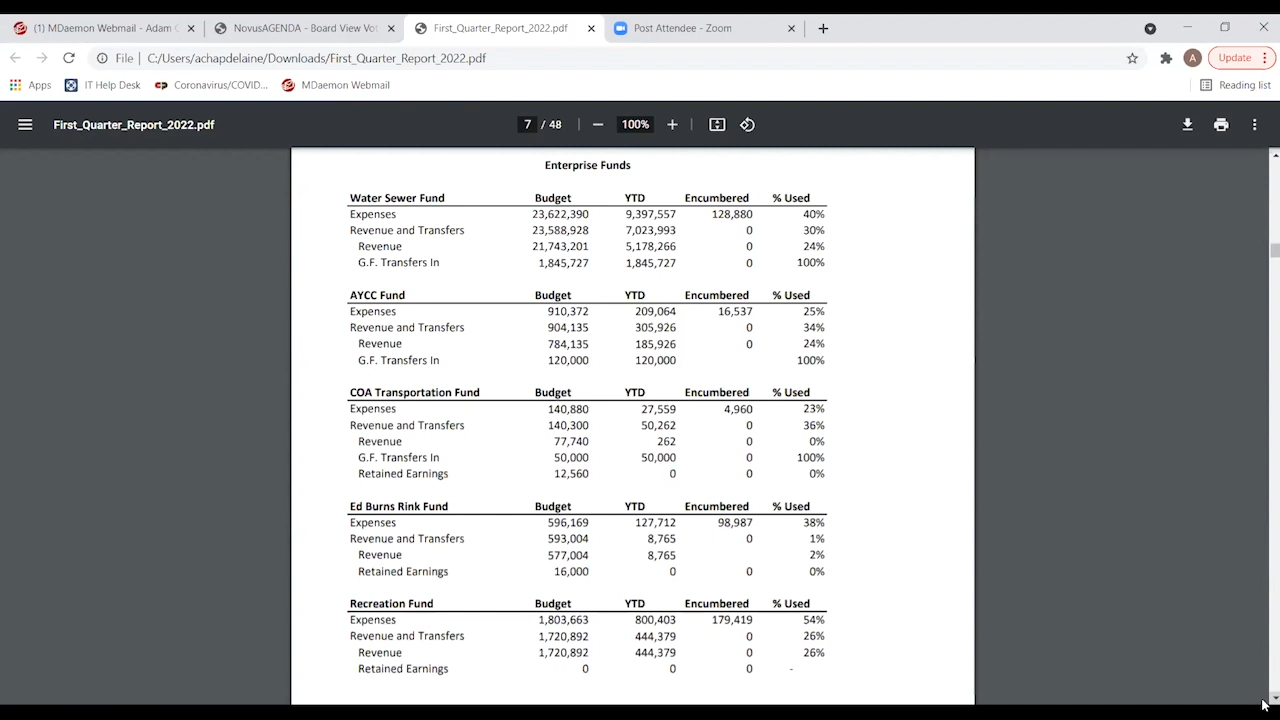 (1) MDaemon Webmail - Adam C
NovusAGENDA - Board View Vot
First_Quarter_Report_2022.pdf
Post Attendee - Zoom
File | C:/Users/achapdelaine/Downloads/First_Quarter_Report_2022.pdf
A
Update
Apps
IT Help Desk
Coronavirus/COVID...
MDaemon Webmail
Reading list
First_Quarter_Report_2022.pdf
7 / 48
100%
Enterprise Funds
Water Sewer Fund Budget YTD Encumbered % Used
Expenses 23,622,390 9,397,557 128,880 40%
Revenue and Transfers 23,588,928 7,023,993 0 30%
Revenue 21,743,201 5,178,266 0 24%
G.F. Transfers In 1,845,727 1,845,727 0 100%
AYCC Fund Budget YTD Encumbered % Used
Expenses 910,372 209,064 16,537 25%
Revenue and Transfers 904,135 305,926 0 34%
Revenue 784,135 185,926 0 24%
G.F. Transfers In 120,000 120,000 100%
COA Transportation Fund Budget YTD Encumbered % Used
Expenses 140,880 27,559 4,960 23%
Revenue and Transfers 140,300 50,262 0 36%
Revenue 77,740 262 0 0%
G.F. Transfers In 50,000 50,000 0 100%
Retained Earnings 12,560 0 0 0%
Ed Burns Rink Fund Budget YTD Encumbered % Used
Expenses 596,169 127,712 98,987 38%
Revenue and Transfers 593,004 8,765 0 1%
Revenue 577,004 8,765 2%
Retained Earnings 16,000 0 0 0%
Recreation Fund Budget YTD Encumbered % Used
Expenses 1,803,663 800,403 179,419 54%
Revenue and Transfers 1,720,892 444,379 0 26%
Revenue 1,720,892 444,379 0 26%
Retained Earnings 0 0 0 -